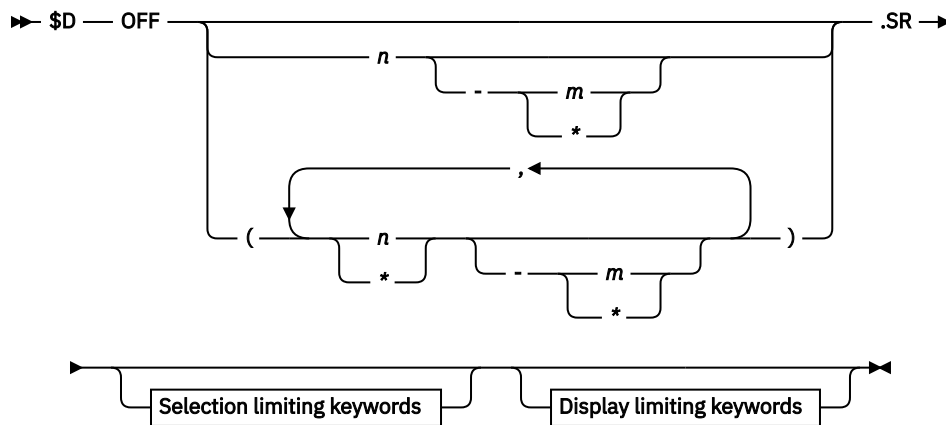 $D OFF .SR
n
- m
*
,
( n )
* - m
*
Selection limiting keywords Display limiting keywords